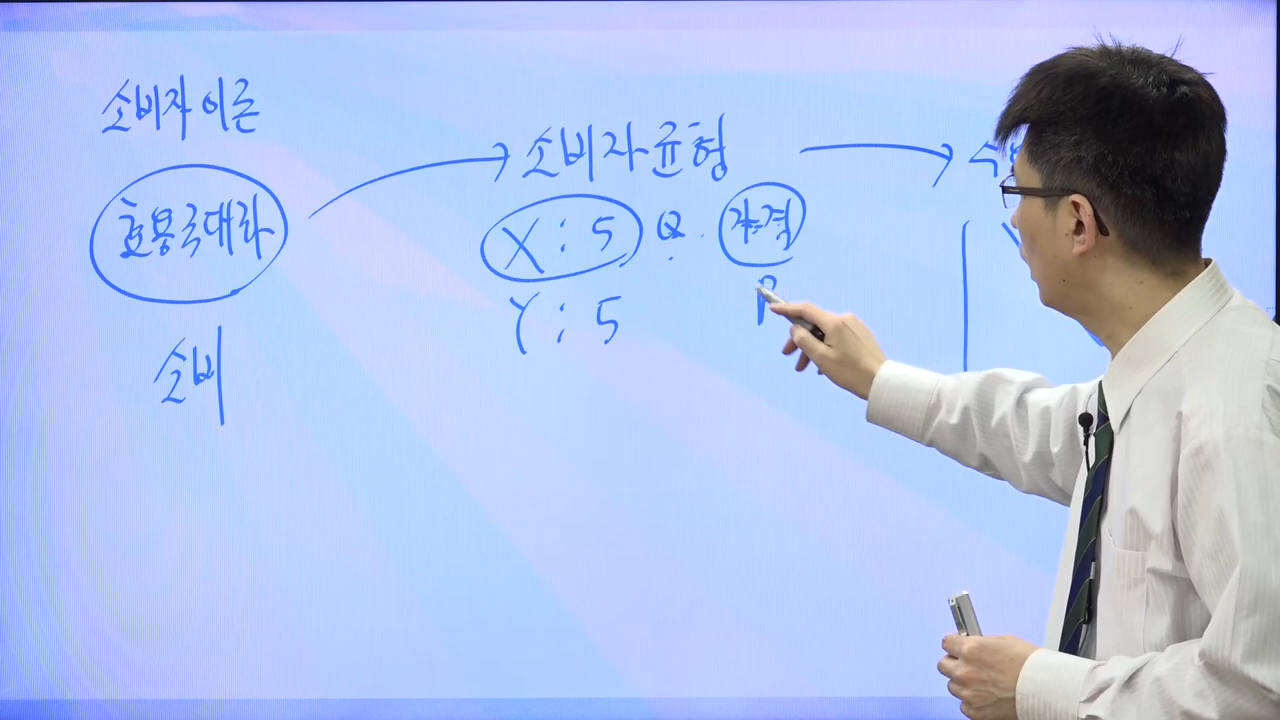 소비자 이론
효용극대화
소비
→ 소비자 균형 →
X : 5 Q. 가격
Y : 5 P